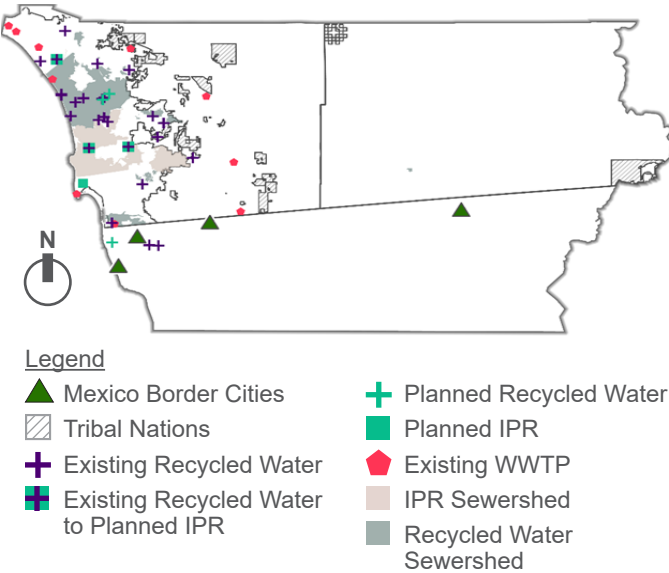 N
Legend
Mexico Border Cities
Tribal Nations
Existing Recycled Water
Existing Recycled Water
to Planned IPR
Planned Recycled Water
Planned IPR
Existing WWTP
IPR Sewershed
Recycled Water
Sewershed